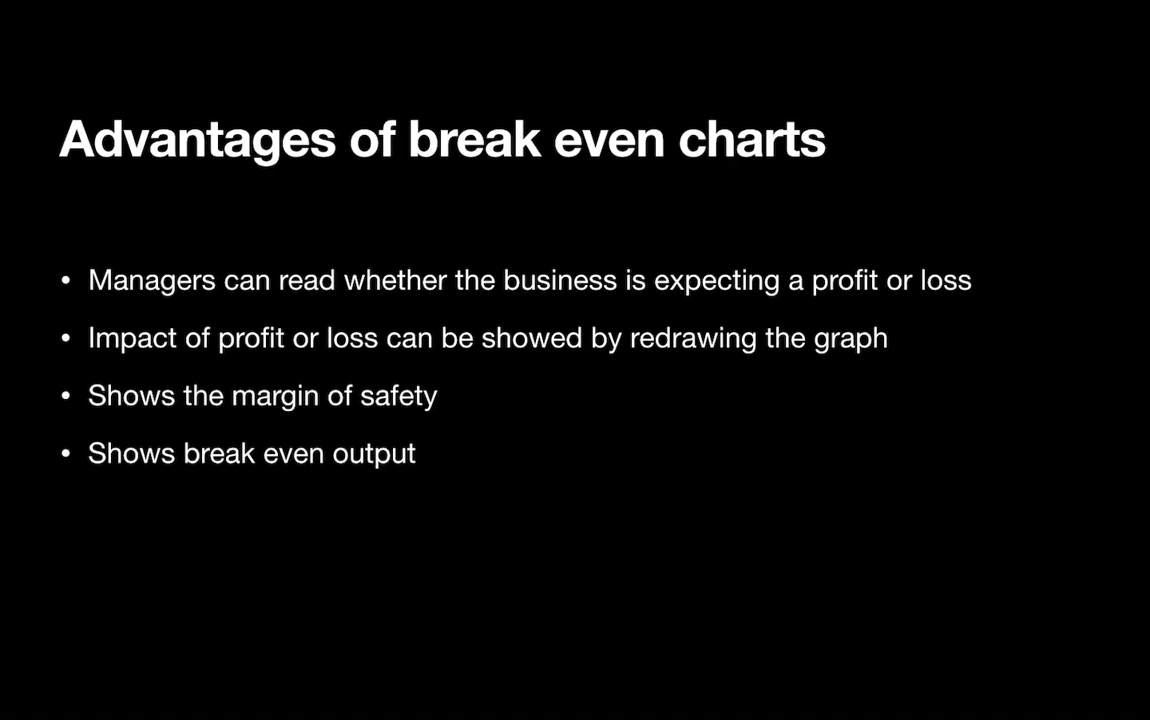 Advantages of break even charts
• Managers can read whether the business is expecting a profit or loss
• Impact of profit or loss can be showed by redrawing the graph
• Shows the margin of safety
• Shows break even output